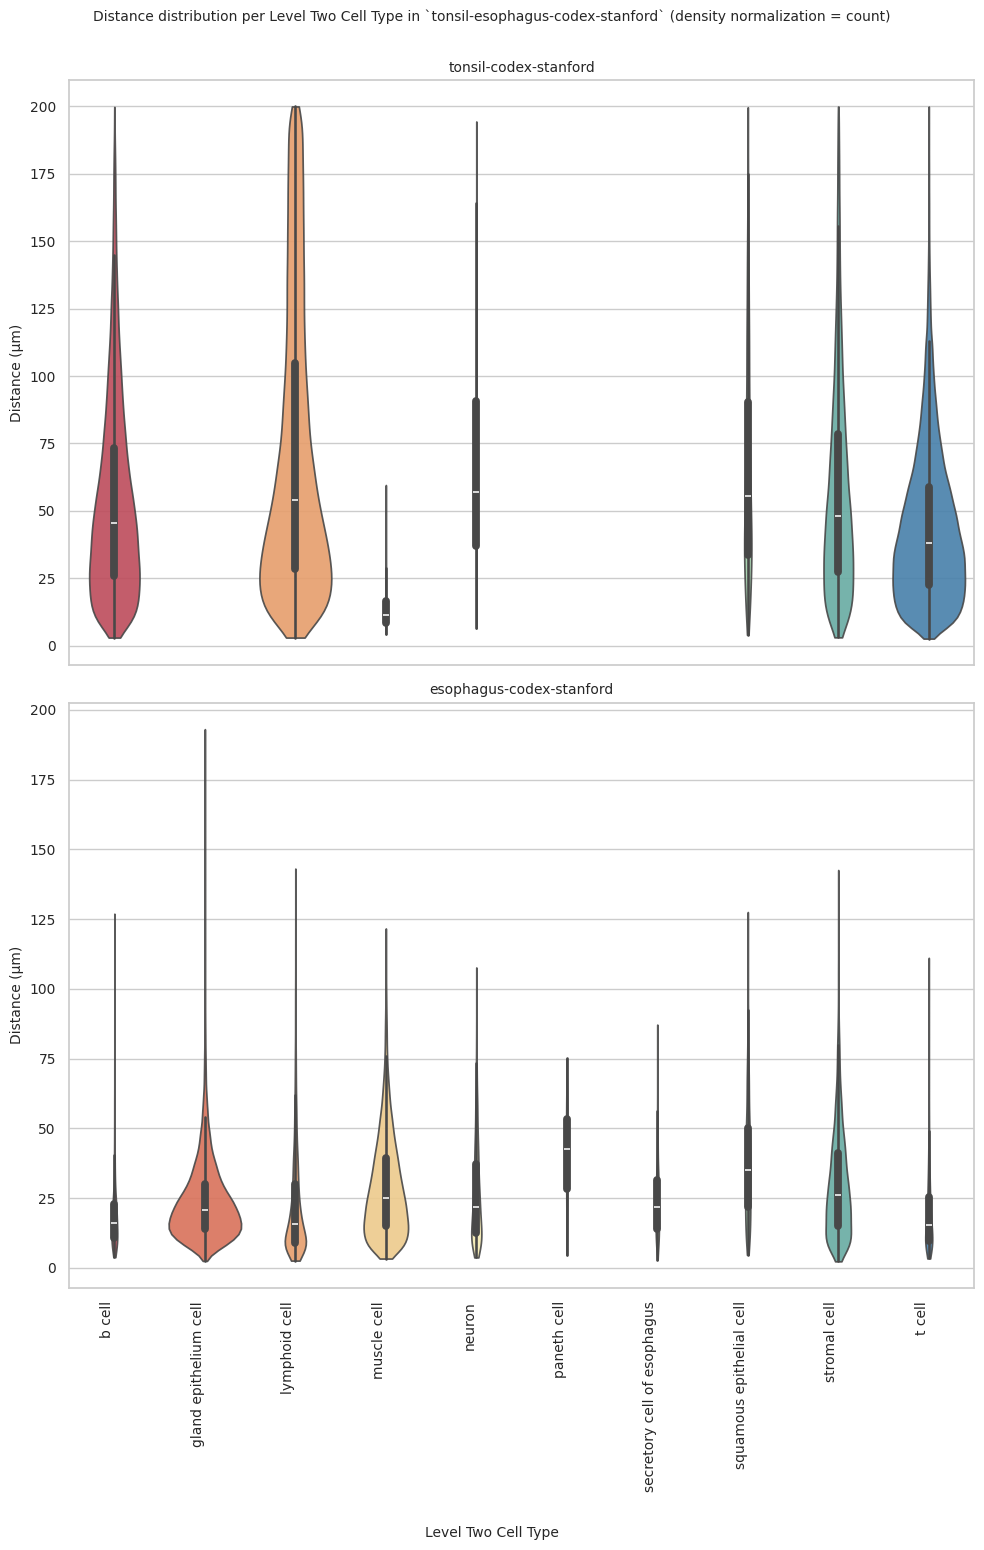 Distance distribution per Level Two Cell Type in `tonsil-esophagus-codex-stanford` (density normalization = count)
tonsil-codex-stanford
200
175
150
125
100
75
50
25
0
Distance (μm)
esophagus-codex-stanford
200
175
150
125
100
75
50
25
0
Distance (μm)
b cell
gland epithelium cell
lymphoid cell
muscle cell
neuron
paneth cell
secretory cell of esophagus
squamous epithelial cell
stromal cell
t cell
Level Two Cell Type